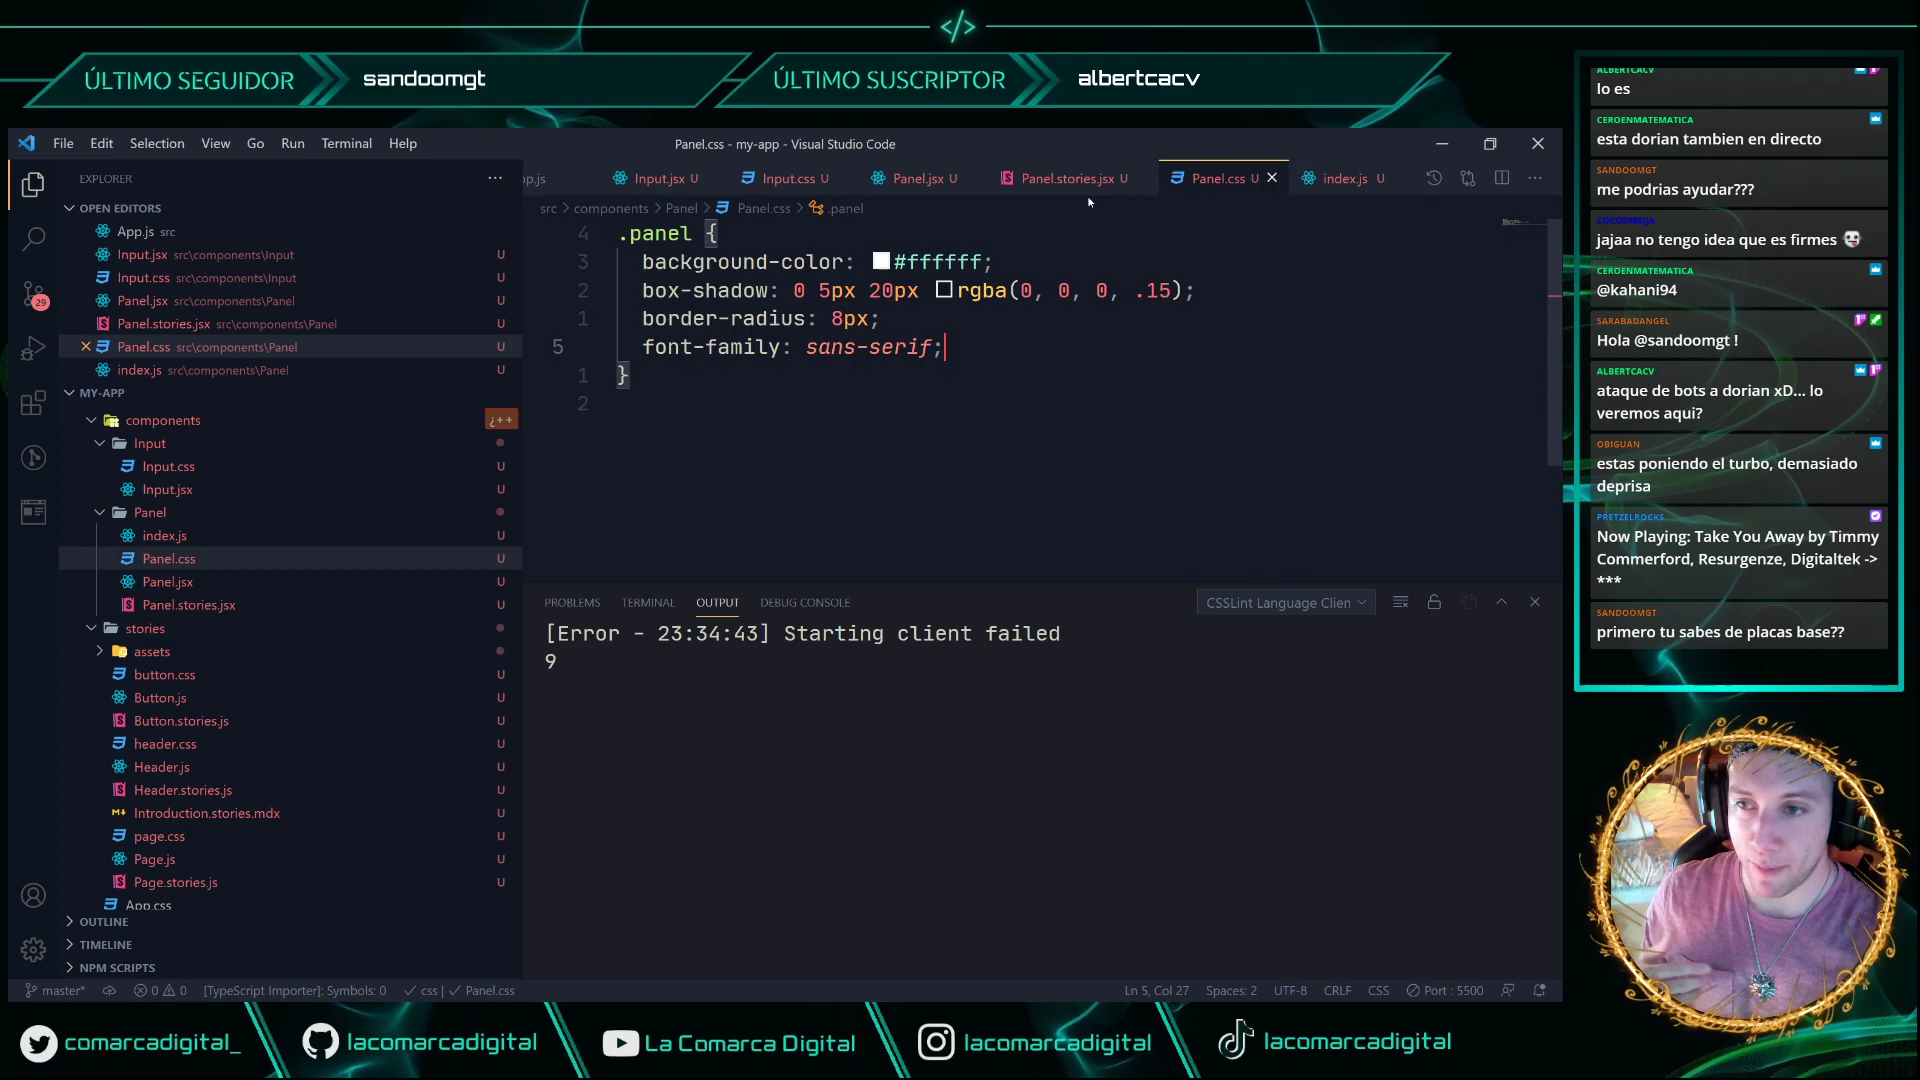 </>
ÚLTIMO SEGUIDOR
sandoomgt
ÚLTIMO SUSCRIPTOR
albertcacv
File Edit Selection View Go Run Terminal Help
Panel.css - my-app - Visual Studio Code
EXPLORER
OPEN EDITORS
App.js src
Input.jsx src\components\Input U
Input.css src\components\Input U
Panel.jsx src\components\Panel U
Panel.stories.jsx src\components\Panel U
Panel.css src\components\Panel U
index.js src\components\Panel U
MY-APP
components ¿++
Input
Input.css U
Input.jsx U
Panel
index.js U
Panel.css U
Panel.jsx U
Panel.stories.jsx U
stories
assets
button.css U
Button.js U
Button.stories.js U
header.css U
Header.js U
Header.stories.js U
Introduction.stories.mdx U
page.css U
Page.js U
Page.stories.js U
App.css
OUTLINE
TIMELINE
NPM SCRIPTS
29
pp.js Input.jsx U Input.css U Panel.jsx U Panel.stories.jsx U Panel.css U index.js U
src > components > Panel > Panel.css > .panel
4 .panel {
3 background-color: #ffffff;
2 box-shadow: 0 5px 20px rgba(0, 0, 0, .15);
1 border-radius: 8px;
5 font-family: sans-serif;
1 }
2
PROBLEMS TERMINAL OUTPUT DEBUG CONSOLE
CSSLint Language Clien
[Error - 23:34:43] Starting client failed
9
master* 0 0 [TypeScript Importer]: Symbols: 0 css | Panel.css
Ln 5, Col 27 Spaces: 2 UTF-8 CRLF CSS Port : 5500
ALBERTCACV
lo es
CEROENMATEMATICA
esta dorian tambien en directo
SANDOOMGT
me podrias ayudar???
jajaa no tengo idea que es firmes
CEROENMATEMATICA
@kahani94
SARABADANGEL
Hola @sandoomgt !
ALBERTCACV
ataque de bots a dorian xD... lo
veremos aqui?
OBIGUAN
estas poniendo el turbo, demasiado
deprisa
PRETZELROCKS
Now Playing: Take You Away by Timmy
Commerford, Resurgenze, Digitaltek ->
***
SANDOOMGT
primero tu sabes de placas base??
comarcadigital_
lacomarcadigital
La Comarca Digital
lacomarcadigital
lacomarcadigital